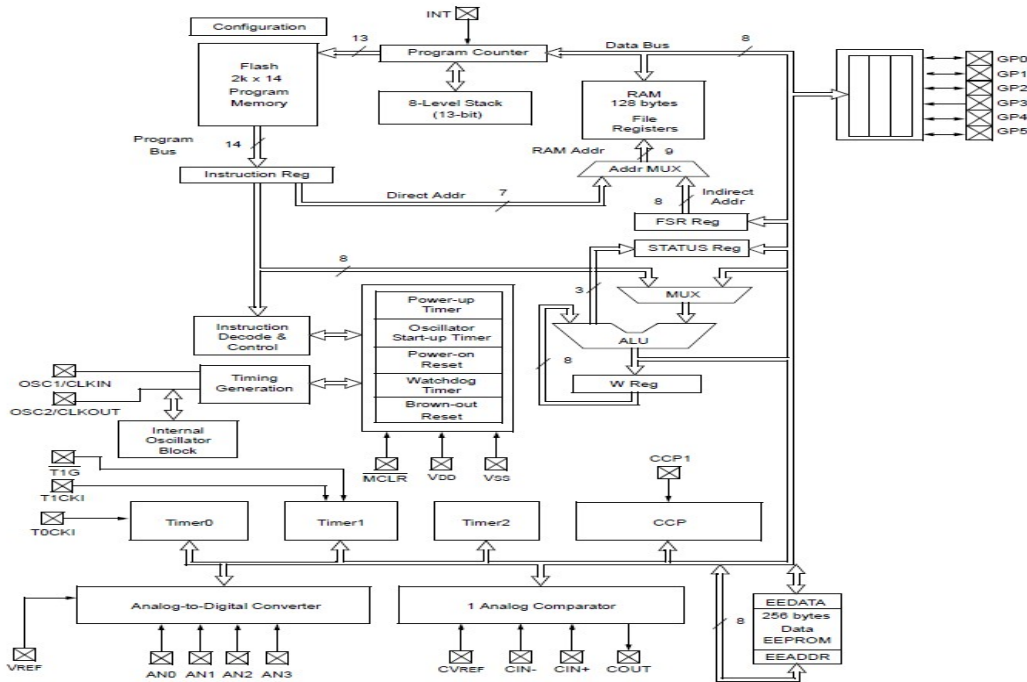 INT
Configuration
13
Program Counter
Data Bus
8
Flash
2k x 14
Program
Memory
8-Level Stack
(13-bit)
RAM
128 bytes
File
Registers
GP0
GP1
GP2
GP3
GP4
GP5
Program
Bus
14
RAM Addr
9
Addr MUX
Instruction Reg
Direct Addr
7
8
Indirect
Addr
FSR Reg
STATUS Reg
8
3
MUX
Power-up
Timer
Instruction
Decode &
Control
Oscillator
Start-up Timer
ALU
Power-on
Reset
8
OSC1/CLKIN
Timing
Generation
Watchdog
Timer
W Reg
OSC2/CLKOUT
Brown-out
Reset
Internal
Oscillator
Block
T1G
MCLR
VDD
VSS
CCP1
T1CKI
T0CKI
Timer0
Timer1
Timer2
CCP
Analog-to-Digital Converter
1 Analog Comparator
EEDATA
256 bytes
Data
EEPROM
EEADDR
8
VREF
AN0
AN1
AN2
AN3
CVREF
CIN-
CIN+
COUT